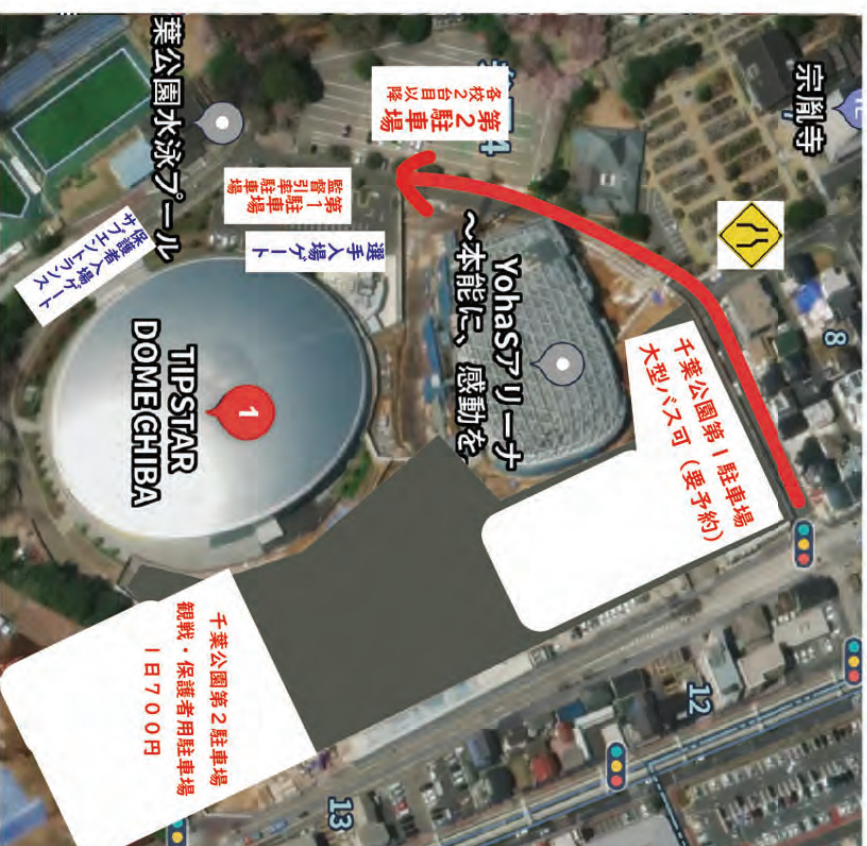 8
宗胤寺
12
千葉公園第1駐車場
大型バス可(要予約)
YohaSアリーナ
~本能に、感動を
第2駐車場
各校2台目以降
第1駐車場
監督引率駐車場
選手入場ゲート
13
千葉公園第2駐車場
観戦・保護者用駐車場
1日700円
1
TIPSTAR
DOME CHIBA
葉公園水泳プール
保護者入場ゲート
サブエントランス